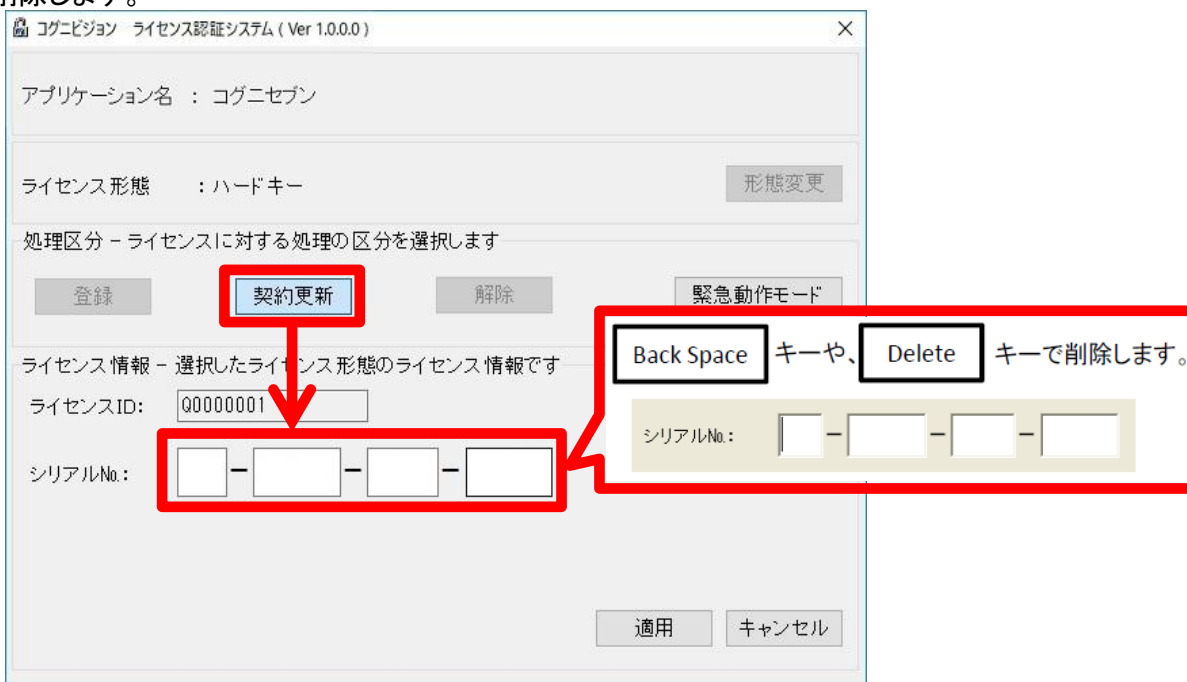 削除します。
コグニビジョン ライセンス認証システム ( Ver 1.0.0.0 )
アプリケーション名 : コグニセブン
ライセンス形態 : ハードキー
形態変更
処理区分 - ライセンスに対する処理の区分を選択します
登録 契約更新 解除 緊急動作モード
ライセンス情報 - 選択したライセンス形態のライセンス情報です
ライセンスID: Q0000001
シリアルNo.: - - -
Back Space キーや、 Delete キーで削除します。
シリアルNo.: - - -
適用 キャンセル